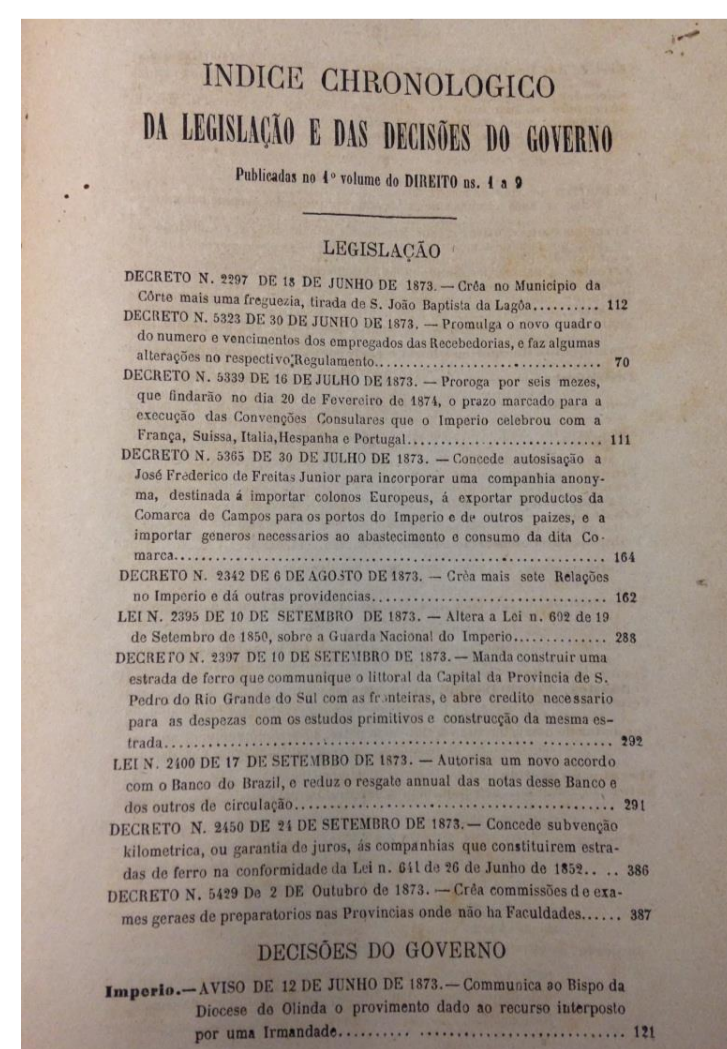 INDICE CHRONOLOGICO
DA LEGISLAÇÃO E DAS DECISÕES DO GOVERNO
Publicadas no 1º volume do DIREITO ns. 1 a 9
LEGISLAÇÃO
DECRETO N. 2297 DE 18 DE JUNHO DE 1873. — Crêa no Municipio da
Côrte mais uma freguezia, tirada de S. João Baptista da Lagôa.......... 112
DECRETO N. 5323 DE 30 DE JUNHO DE 1873. — Promulga o novo quadro
do numero e vencimentos dos empregados das Recebedorias, e faz algumas
alterações no respectivo Regulamento................................ 70
DECRETO N. 5339 DE 16 DE JULHO DE 1873. — Proroga por seis mezes,
que findarão no dia 20 de Fevereiro de 1874, o prazo marcado para a
execução das Convenções Consulares que o Imperio celebrou com a
França, Suissa, Italia,Hespanha e Portugal............................ 111
DECRETO N. 5365 DE 30 DE JULHO DE 1873. — Concede autosisação a
José Frederico de Freitas Junior para incorporar uma companhia anony-
ma, destinada á importar colonos Europeus, á exportar productos da
Comarca de Campos para os portos do Imperio e de outros paizes, e a
importar generos necessarios ao abastecimento e consumo da dita Co-
marca............................................................ 164
DECRETO N. 2342 DE 6 DE AGOSTO DE 1873. — Crêa mais sete Relações
no Imperio e dá outras providencias.................................. 162
LEI N. 2395 DE 10 DE SETEMBRO DE 1873. — Altera a Lei n. 602 de 19
de Setembro de 1850, sobre a Guarda Nacional do Imperio.............. 288
DECRETO N. 2397 DE 10 DE SETEMBRO DE 1873. — Manda construir uma
estrada de ferro que communique o littoral da Capital da Provincia de S.
Pedro do Rio Grande do Sul com as fronteiras, e abre credito necessario
para as despezas com os estudos primitivos e construcção da mesma es-
trada............................................................ 292
LEI N. 2400 DE 17 DE SETEMBBO DE 1873. — Autorisa um novo accordo
com o Banco do Brazil, e reduz o resgate annual das notas desse Banco e
dos outros de circulação............................................. 291
DECRETO N. 2450 DE 24 DE SETEMBRO DE 1873. — Concede subvenção
kilometrica, ou garantia de juros, ás companhias que constituirem estra-
das de ferro na conformidade da Lei n. 641 de 26 de Junho de 1852.. .. 386
DECRETO N. 5429 De 2 DE Outubro de 1873. — Crêa commissões de exa-
mes geraes de preparatorios nas Provincias onde não ha Faculdades...... 387
DECISÕES DO GOVERNO
Imperio.—AVISO DE 12 DE JUNHO DE 1873.— Communica ao Bispo da
Diocese de Olinda o provimento dado ao recurso interposto
por uma Irmandade.......... ............................ 121